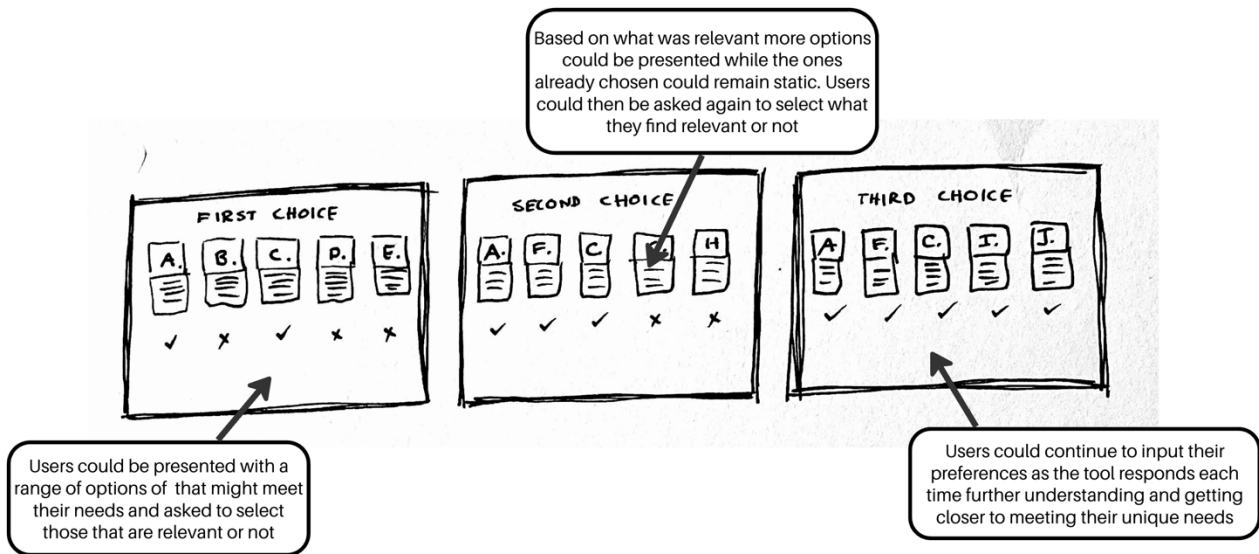 Based on what was relevant more options
could be presented while the ones
already chosen could remain static. Users
could then be asked again to select what
they find relevant or not
FIRST CHOICE
A. B. C. D. E.
SECOND CHOICE
A. F. C H
THIRD CHOICE
A F. C. I. J.
Users could be presented with a
range of options of that might meet
their needs and asked to select
those that are relevant or not
Users could continue to input their
preferences as the tool responds each
time further understanding and getting
closer to meeting their unique needs